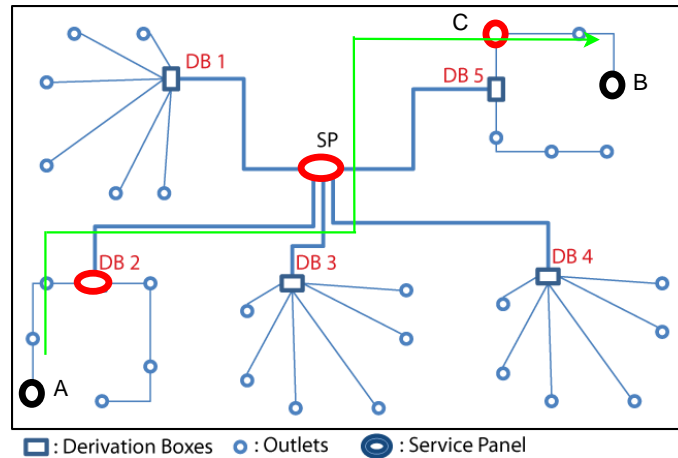 C
DB 1
DB 5
B
SP
DB 2
DB 3
DB 4
A
: Derivation Boxes : Outlets : Service Panel